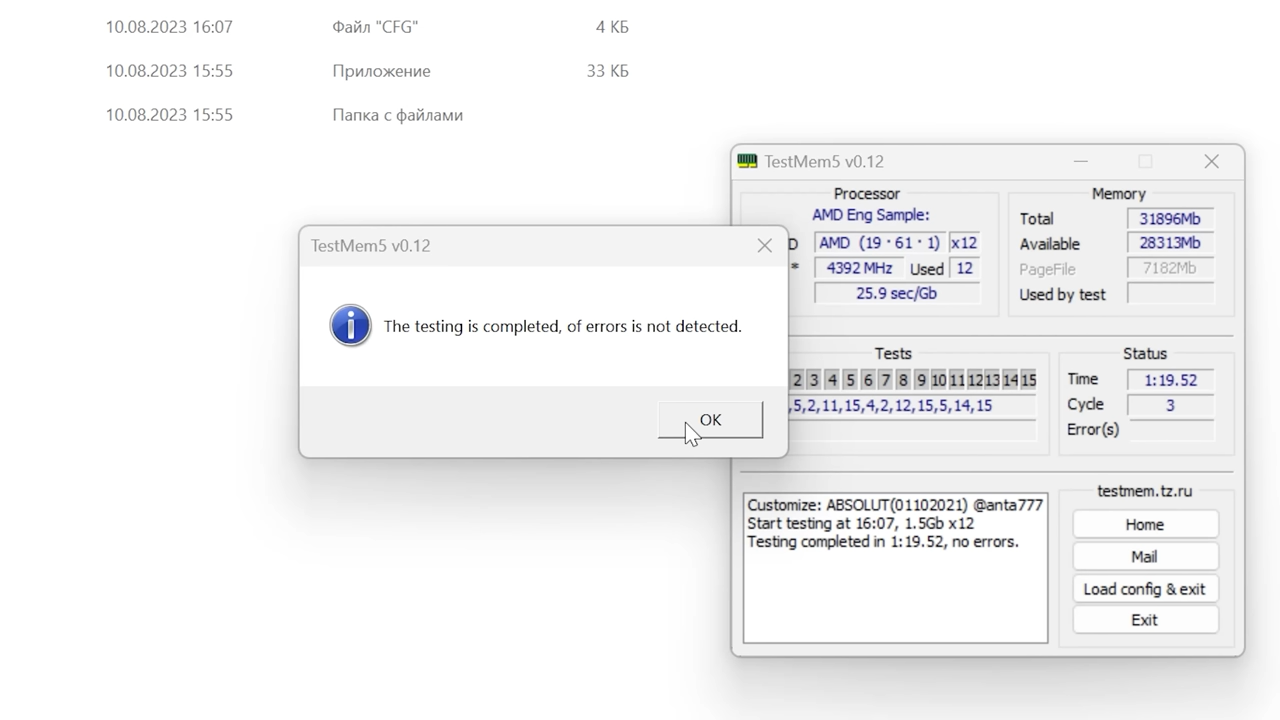 10.08.2023 16:07 Файл "CFG" 4 КБ
10.08.2023 15:55 Приложение 33 КБ
10.08.2023 15:55 Папка с файлами
TestMem5 v0.12
The testing is completed, of errors is not detected.
OK
TestMem5 v0.12
Processor
AMD Eng Sample:
D AMD (19 · 61 · 1) x12
* 4392 MHz Used 12
25.9 sec/Gb
Memory
Total 31896Mb
Available 28313Mb
PageFile 7182Mb
Used by test
Tests
2 3 4 5 6 7 8 9 10 11 12 13 14 15
,5,2,11,15,4,2,12,15,5,14,15
Status
Time 1:19.52
Cycle 3
Error(s)
Customize: ABSOLUT(01102021) @anta777
Start testing at 16:07, 1.5Gb x12
Testing completed in 1:19.52, no errors.
testmem.tz.ru
Home
Mail
Load config & exit
Exit